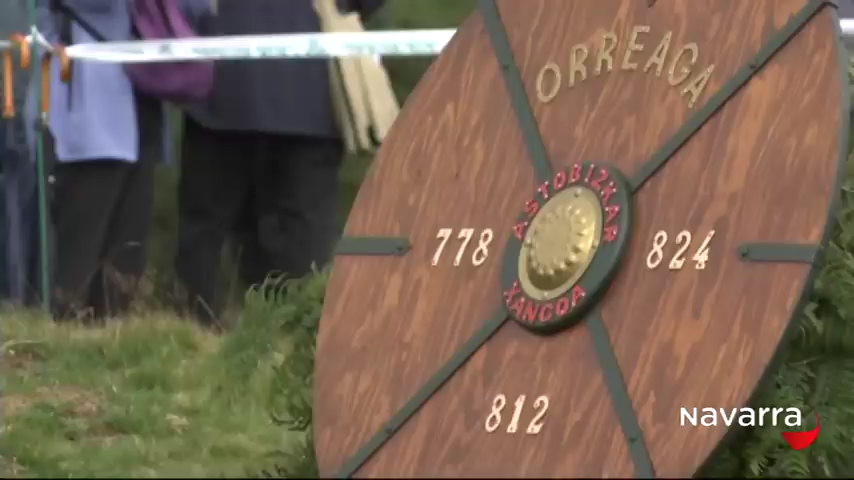 ORREAGA
ASTOBIZKAR
778
824
XANGOA
812
Navarra